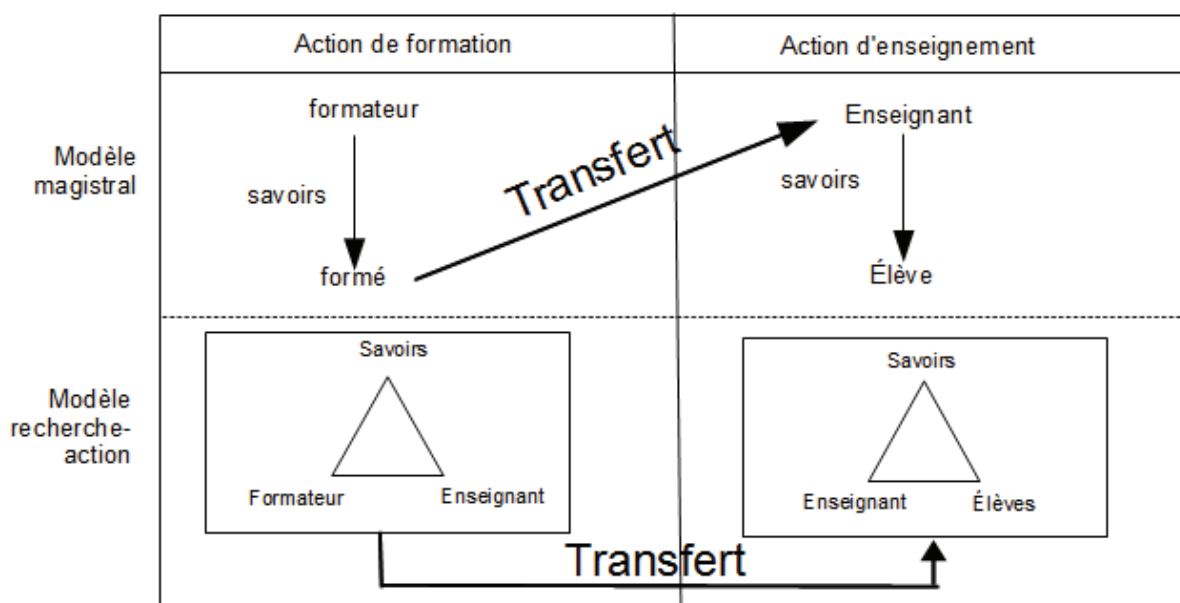 Action de formation
Action d'enseignement
Modèle
magistral
formateur
savoirs
formé
Transfert
Enseignant
savoirs
Élève
Modèle
recherche-
action
Savoirs
Formateur
Enseignant
Savoirs
Enseignant
Élèves
Transfert